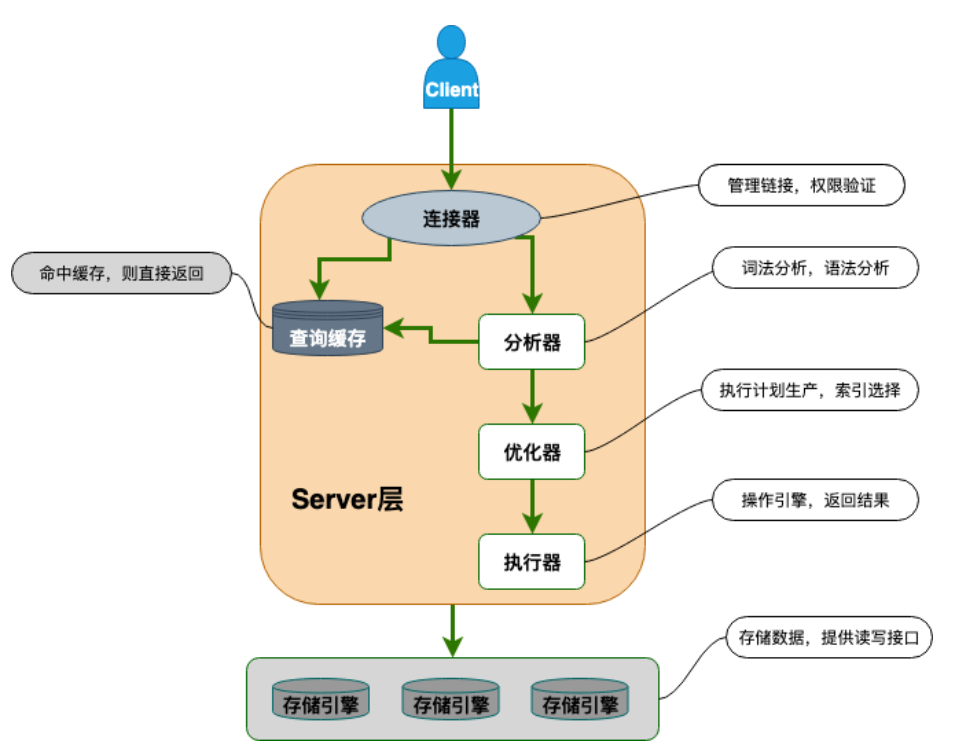 Client
管理链接，权限验证
连接器
词法分析，语法分析
命中缓存，则直接返回
查询缓存
分析器
执行计划生产，索引选择
优化器
Server层
操作引擎，返回结果
执行器
存储数据，提供读写接口
存储引擎
存储引擎
存储引擎